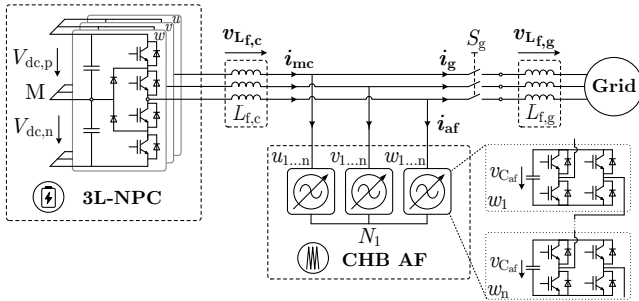 u
v
w
V_dc,p
M
V_dc,n
3L-NPC
v_Lf,c
L_f,c
i_mc
i_g
S_g
v_Lf,g
L_f,g
Grid
i_af
u_1...n
v_1...n
w_1...n
N_1
CHB AF
v_Caf
w_1
v_Caf
w_n